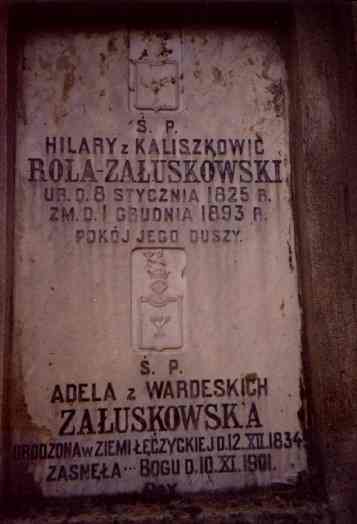 Ś. P.
HILARY z KALISZKOWIC
ROLA-ZAŁUSKOWSKI
UR. D. 8 STYCZNIA 1825 R.
ZM. D. 1 GRUDNIA 1893 R.
POKÓJ JEGO DUSZY.
Ś. P.
ADELA z WARDESKICH
ZAŁUSKOWSKA
URODZONA W ZIEMI ŁĘCZYCKIEJ D. 12. XII. 1834
ZASNĘŁA ... BOGU D. 10. XI. 1901.